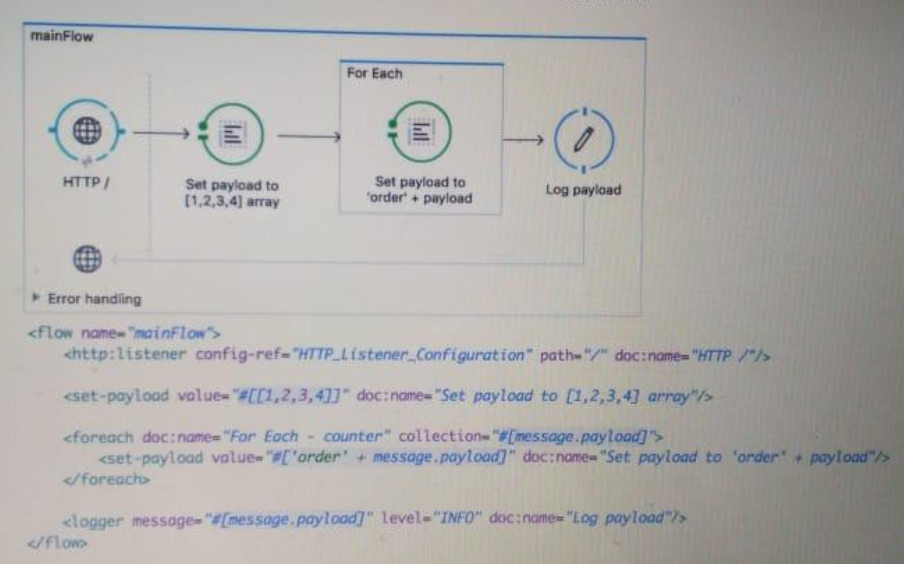 mainFlow
For Each
HTTP /
Set payload to
[1,2,3,4] array
Set payload to
'order' + payload
Log payload
Error handling
<flow name="mainFlow">
<http:listener config-ref="HTTP_Listener_Configuration" path="/" doc:name="HTTP /"/>
<set-payload value="#[[1,2,3,4]]" doc:name="Set payload to [1,2,3,4] array"/>
<foreach doc:name="For Each - counter" collection="#[message.payload]">
<set-payload value="#['order' + message.payload]" doc:name="Set payload to 'order' + payload"/>
</foreach>
<logger message="#[message.payload]" level="INFO" doc:name="Log payload"/>
</flow>